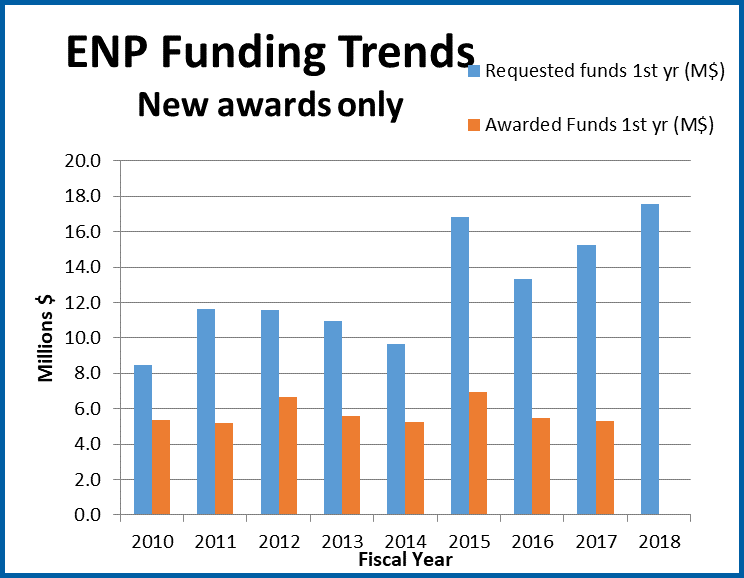 ENP Funding Trends
New awards only
Requested funds 1st yr (M$)
Awarded Funds 1st yr (M$)
20.0
18.0
16.0
14.0
12.0
10.0
8.0
6.0
4.0
2.0
0.0
Millions $
2010 2011 2012 2013 2014 2015 2016 2017 2018
Fiscal Year